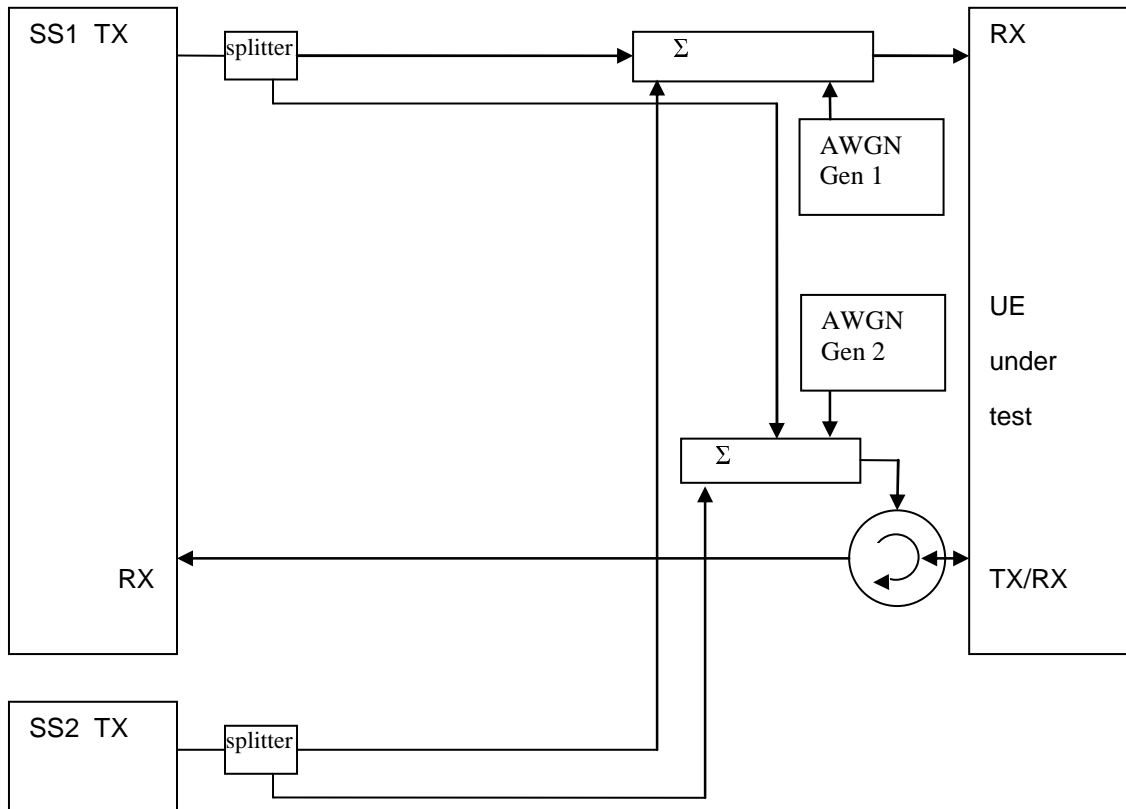 SS1 TX
splitter
Σ
RX
AWGN
Gen 1
AWGN
Gen 2
UE
under
test
Σ
RX
TX/RX
SS2 TX
splitter